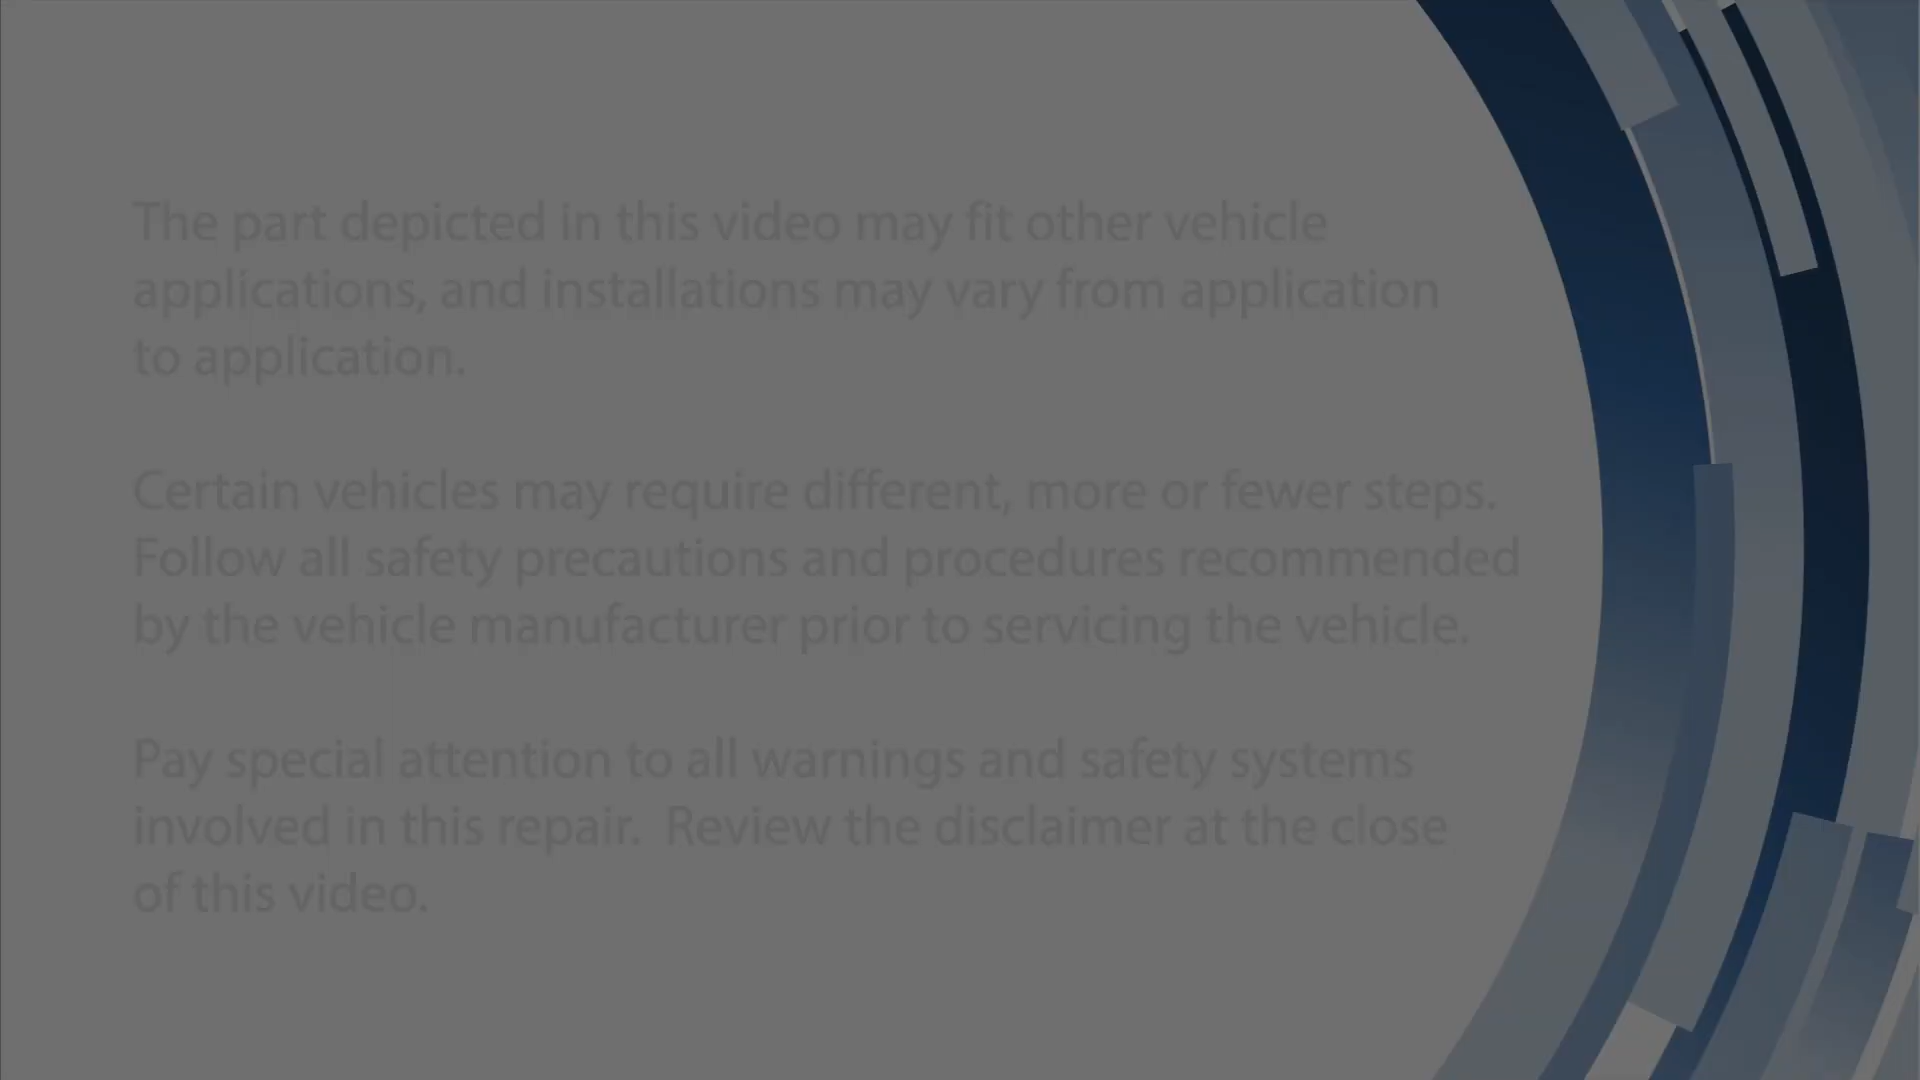 The part depicted in this video may fit other vehicle
applications, and installations may vary from application
to application.
Certain vehicles may require different, more or fewer steps.
Follow all safety precautions and procedures recommended
by the vehicle manufacturer prior to servicing the vehicle.
Pay special attention to all warnings and safety systems
involved in this repair.  Review the disclaimer at the close
of this video.